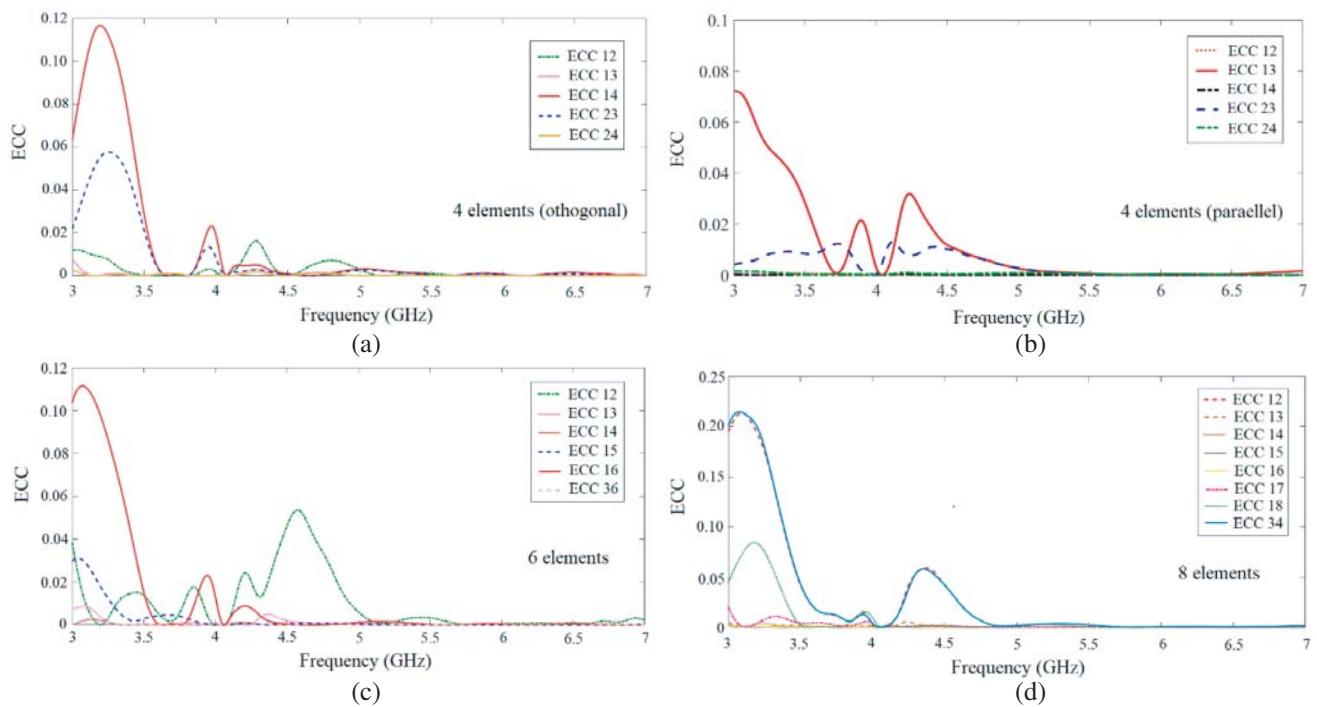 0.12
0.10
0.08
0.06
0.04
0.02
0
ECC
ECC 12
ECC 13
ECC 14
ECC 23
ECC 24
4 elements (othogonal)
3 3.5 4 4.5 5 5.5 6 6.5 7
Frequency (GHz)
(a)
0.1
0.08
0.06
0.04
0.02
0
ECC
ECC 12
ECC 13
ECC 14
ECC 23
ECC 24
4 elements (paraellel)
3 3.5 4 4.5 5 5.5 6 6.5 7
Frequency (GHz)
(b)
0.12
0.10
0.08
0.06
0.04
0.02
0
ECC
ECC 12
ECC 13
ECC 14
ECC 15
ECC 16
ECC 36
6 elements
3 3.5 4 4.5 5 5.5 6 6.5 7
Frequency (GHz)
(c)
0.25
0.20
0.15
0.10
0.05
0
ECC
ECC 12
ECC 13
ECC 14
ECC 15
ECC 16
ECC 17
ECC 18
ECC 34
8 elements
3 3.5 4 4.5 5 5.5 6 6.5 7
Frequency (GHz)
(d)